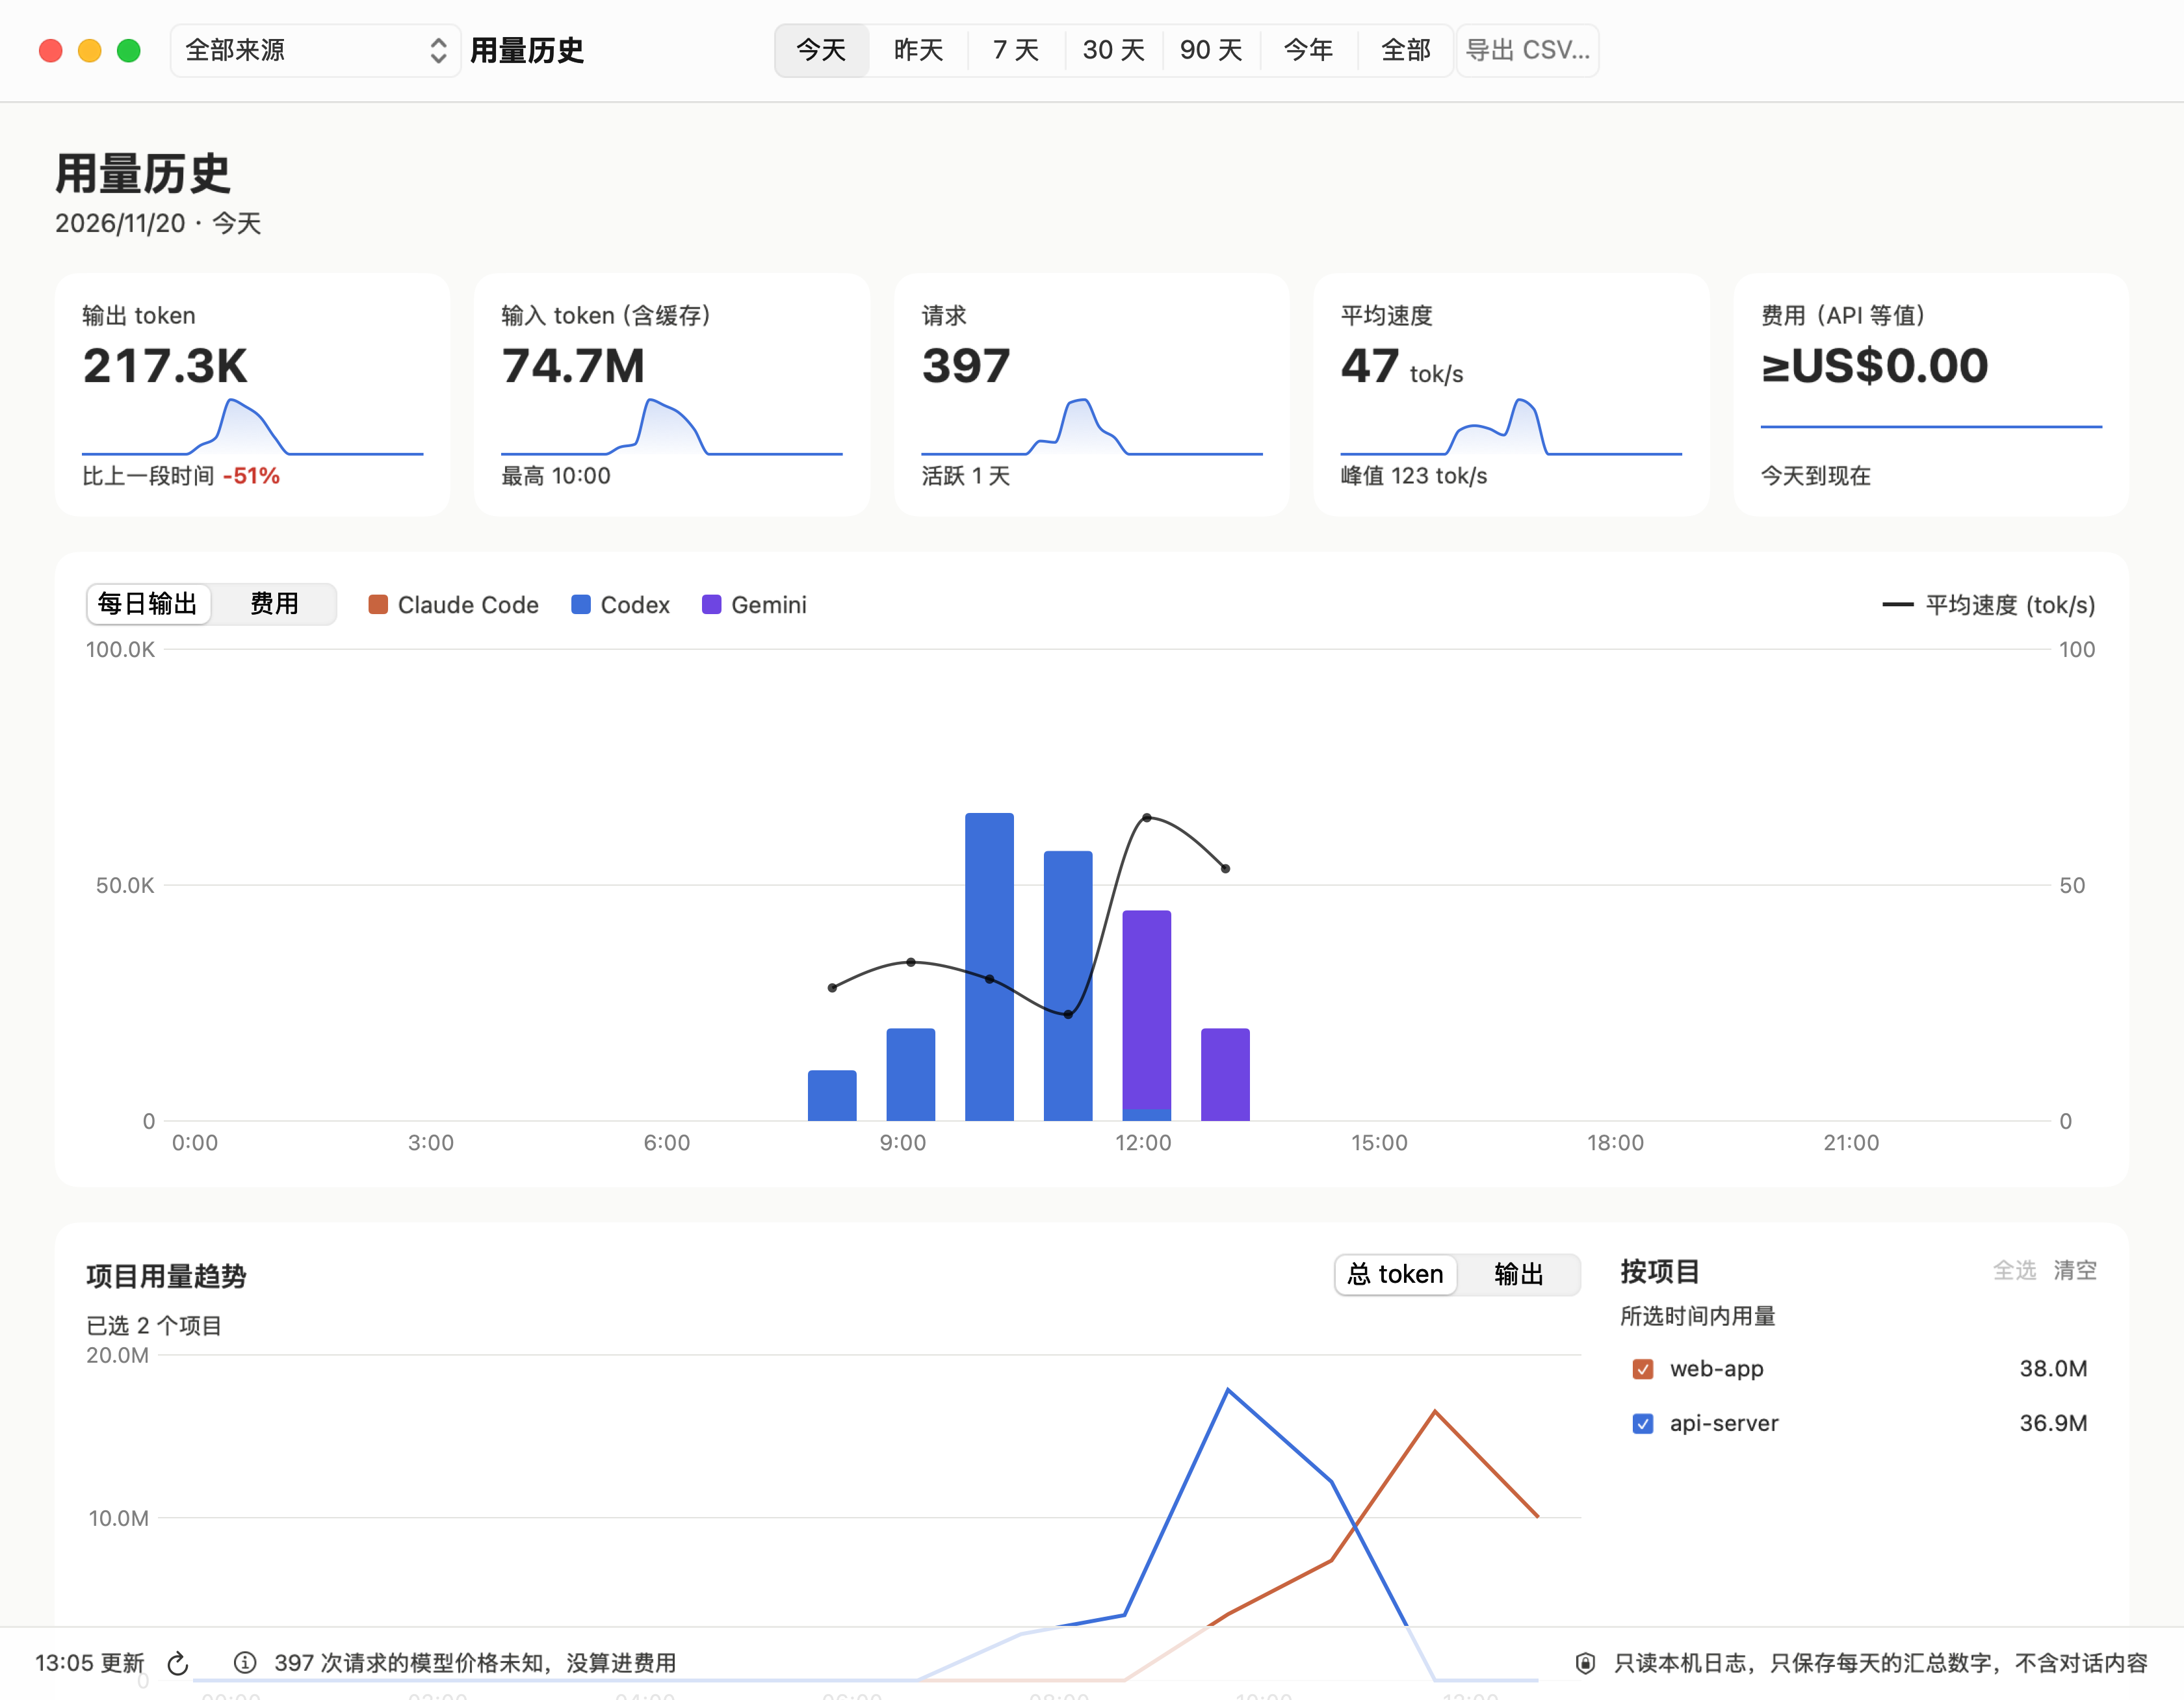 全部来源
用量历史
今天 昨天 7 天 30 天 90 天 今年 全部 导出 CSV...
用量历史
2026/11/20 · 今天
输出 token
217.3K
比上一段时间 -51%
输入 token (含缓存)
74.7M
最高 10:00
请求
397
活跃 1 天
平均速度
47 tok/s
峰值 123 tok/s
费用（API 等值）
≥US$0.00
今天到现在
每日输出 费用 Claude Code Codex Gemini 平均速度 (tok/s)
100.0K 100
50.0K 50
0 0
0:00 3:00 6:00 9:00 12:00 15:00 18:00 21:00
项目用量趋势 总 token 输出
已选 2 个项目
20.0M
10.0M
0
按项目 全选 清空
所选时间内用量
web-app 38.0M
api-server 36.9M
13:05 更新 397 次请求的模型价格未知，没算进费用 只读本机日志，只保存每天的汇总数字，不含对话内容